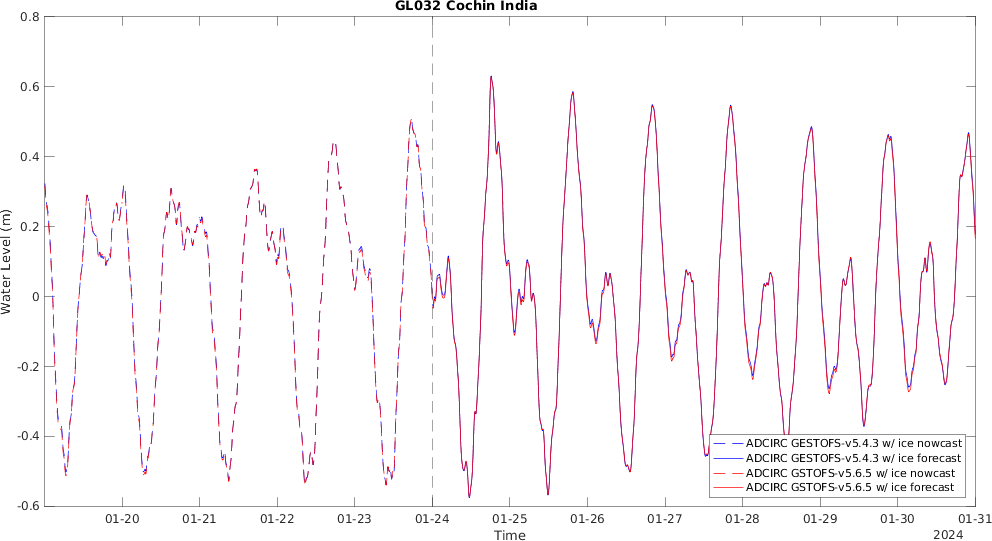 GL032 Cochin India
Water Level (m)
0.8
0.6
0.4
0.2
0
-0.2
-0.4
-0.6
ADCIRC GESTOFS-v5.4.3 w/ ice nowcast
ADCIRC GESTOFS-v5.4.3 w/ ice forecast
ADCIRC GSTOFS-v5.6.5 w/ ice nowcast
ADCIRC GSTOFS-v5.6.5 w/ ice forecast
01-20 01-21 01-22 01-23 01-24 01-25 01-26 01-27 01-28 01-29 01-30 01-31
Time
2024